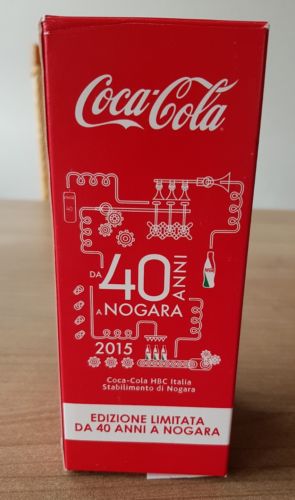 Coca-Cola
DA 40 ANNI
A NOGARA
2015
Coca-Cola HBC Italia
Stabilimento di Nogara
EDIZIONE LIMITATA
DA 40 ANNI A NOGARA